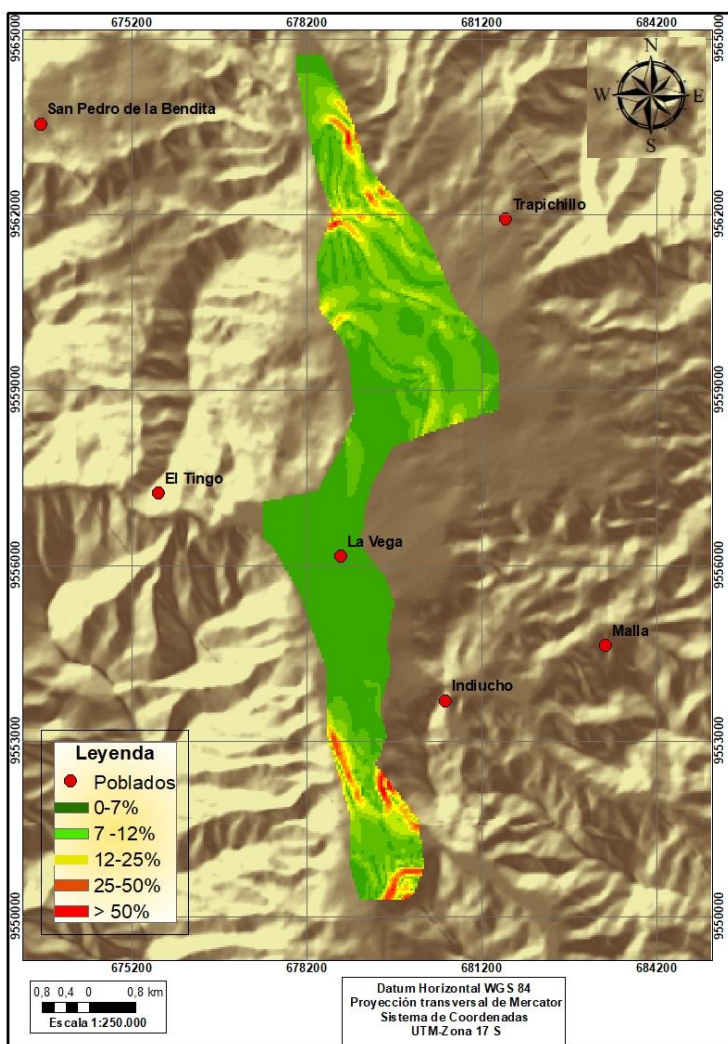 675200 678200 681200 684200
9565000 9565000
N
W E
S
San Pedro de la Bendita
Trapichillo
9562000 9562000
9559000 9559000
El Tingo
La Vega
9556000 9556000
Malla
Indiucho
9553000 9553000
Leyenda
Poblados
0-7%
7 -12%
12-25%
25-50%
> 50%
9550000 9550000
675200 678200 681200 684200
0,8 0,4 0 0,8 km
Escala 1:250.000
Datum Horizontal WGS 84
Proyección transversal de Mercator
Sistema de Coordenadas
UTM-Zona 17 S